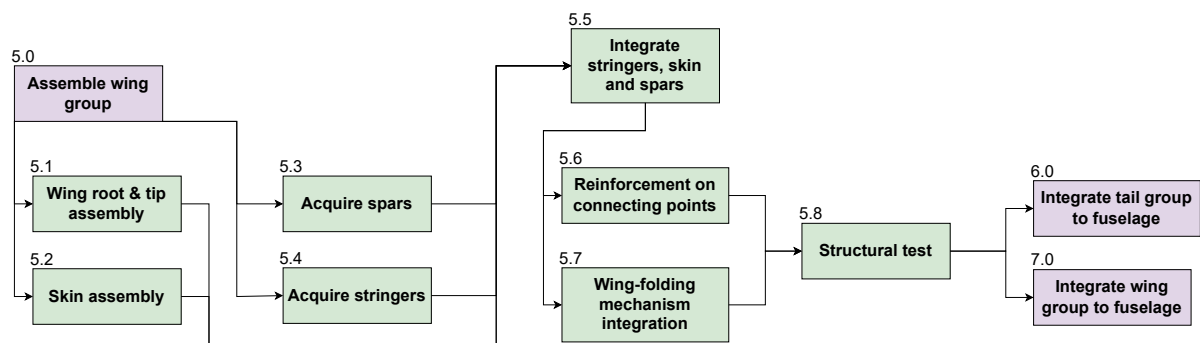 5.0
Assemble wing
group
5.1
Wing root & tip
assembly
5.2
Skin assembly
5.3
Acquire spars
5.4
Acquire stringers
5.5
Integrate
stringers, skin
and spars
5.6
Reinforcement on
connecting points
5.7
Wing-folding
mechanism
integration
5.8
Structural test
6.0
Integrate tail group
to fuselage
7.0
Integrate wing
group to fuselage